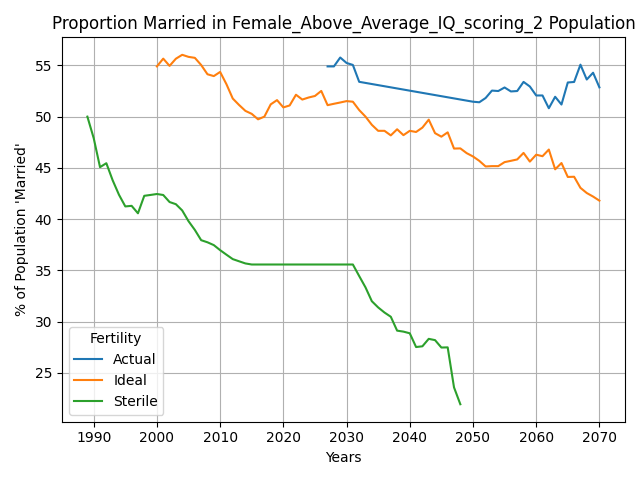 Proportion Married in Female_Above_Average_IQ_scoring_2 Population
% of Population 'Married'
55
50
45
40
35
30
25
Fertility
Actual
Ideal
Sterile
1990 2000 2010 2020 2030 2040 2050 2060 2070
Years